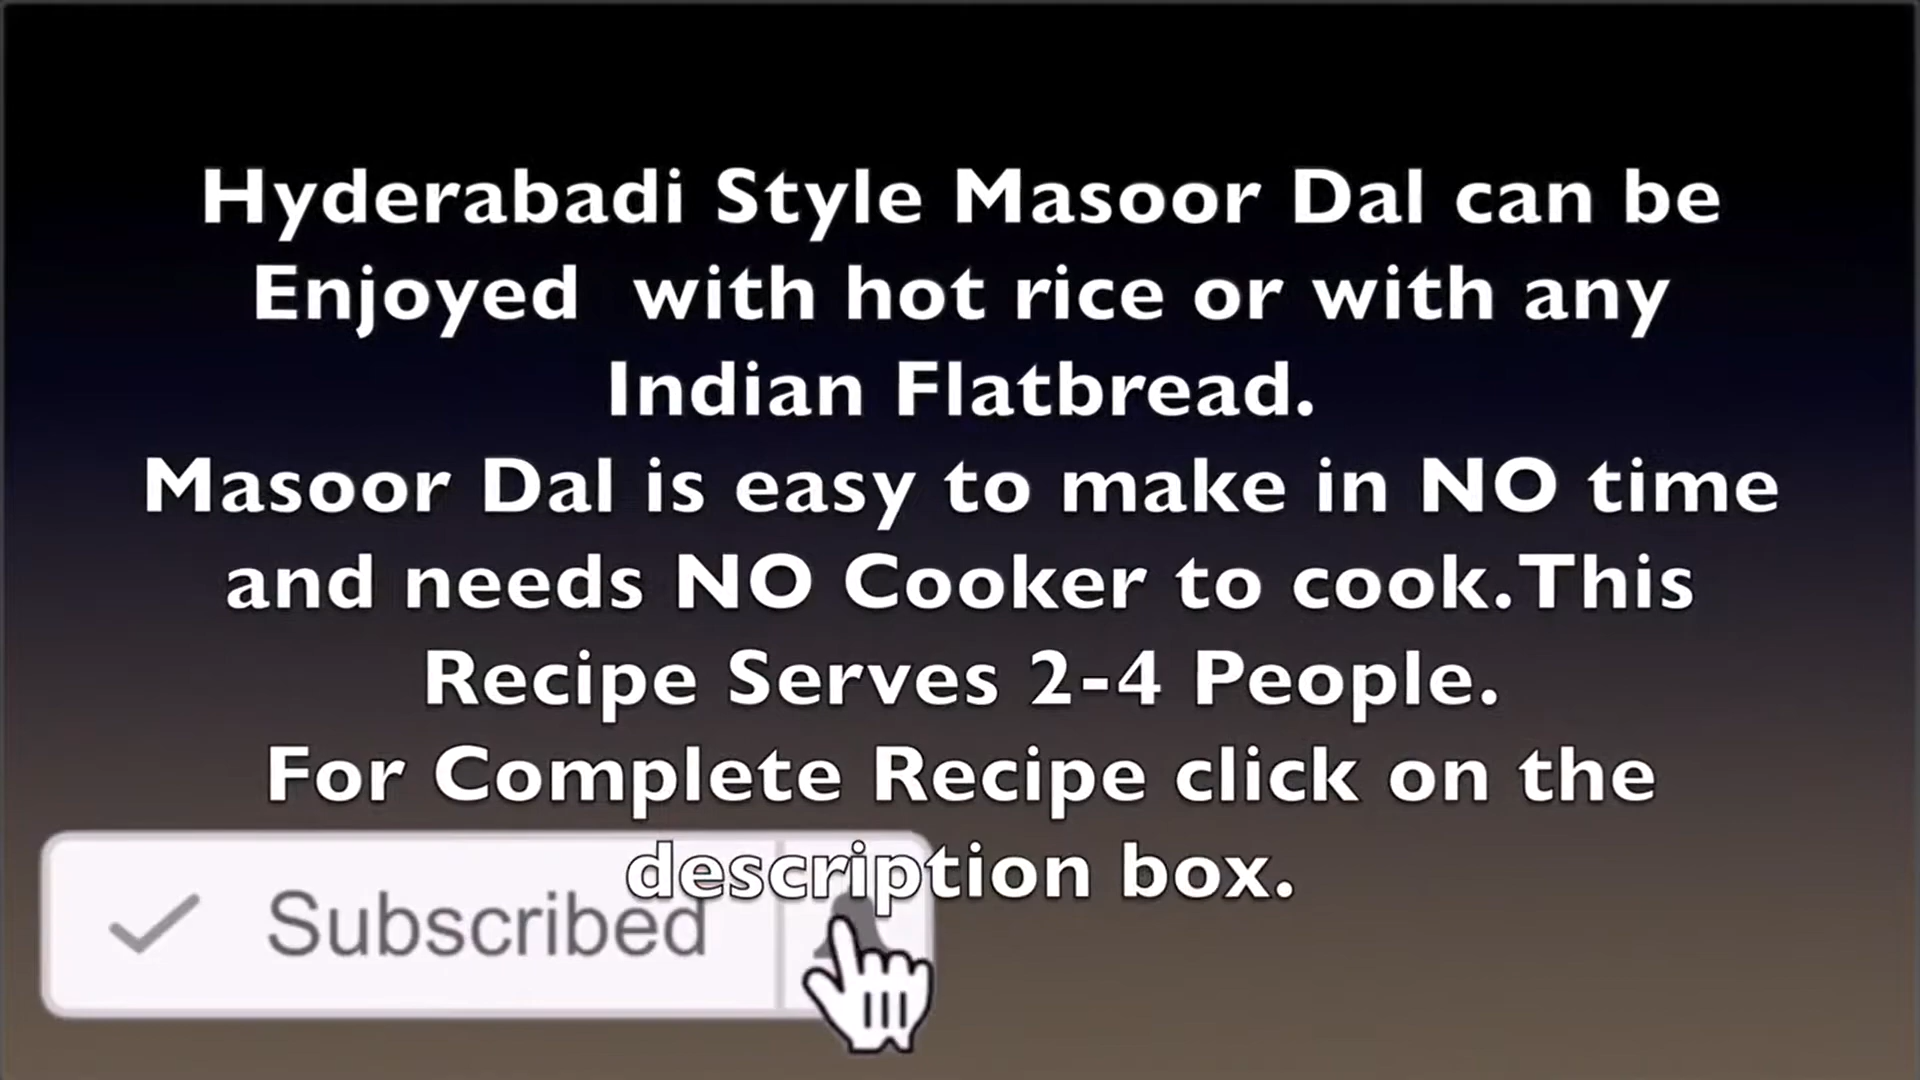 Hyderabadi Style Masoor Dal can be
Enjoyed  with hot rice or with any
Indian Flatbread.
Masoor Dal is easy to make in NO time
and needs NO Cooker to cook.This
Recipe Serves 2-4 People.
For Complete Recipe click on the
description box.
Subscribed